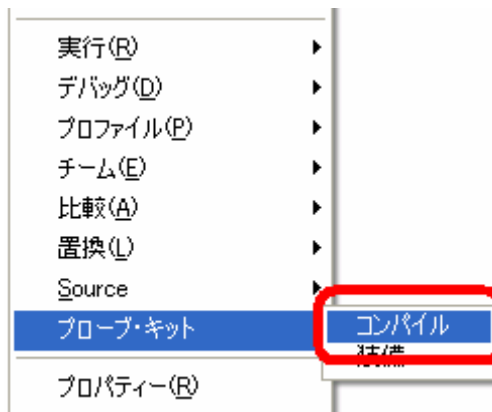 実行(R)
デバッグ(D)
プロファイル(P)
チーム(E)
比較(A)
置換(L)
Source
プローブ・キット
コンパイル
装備
プロパティー(R)